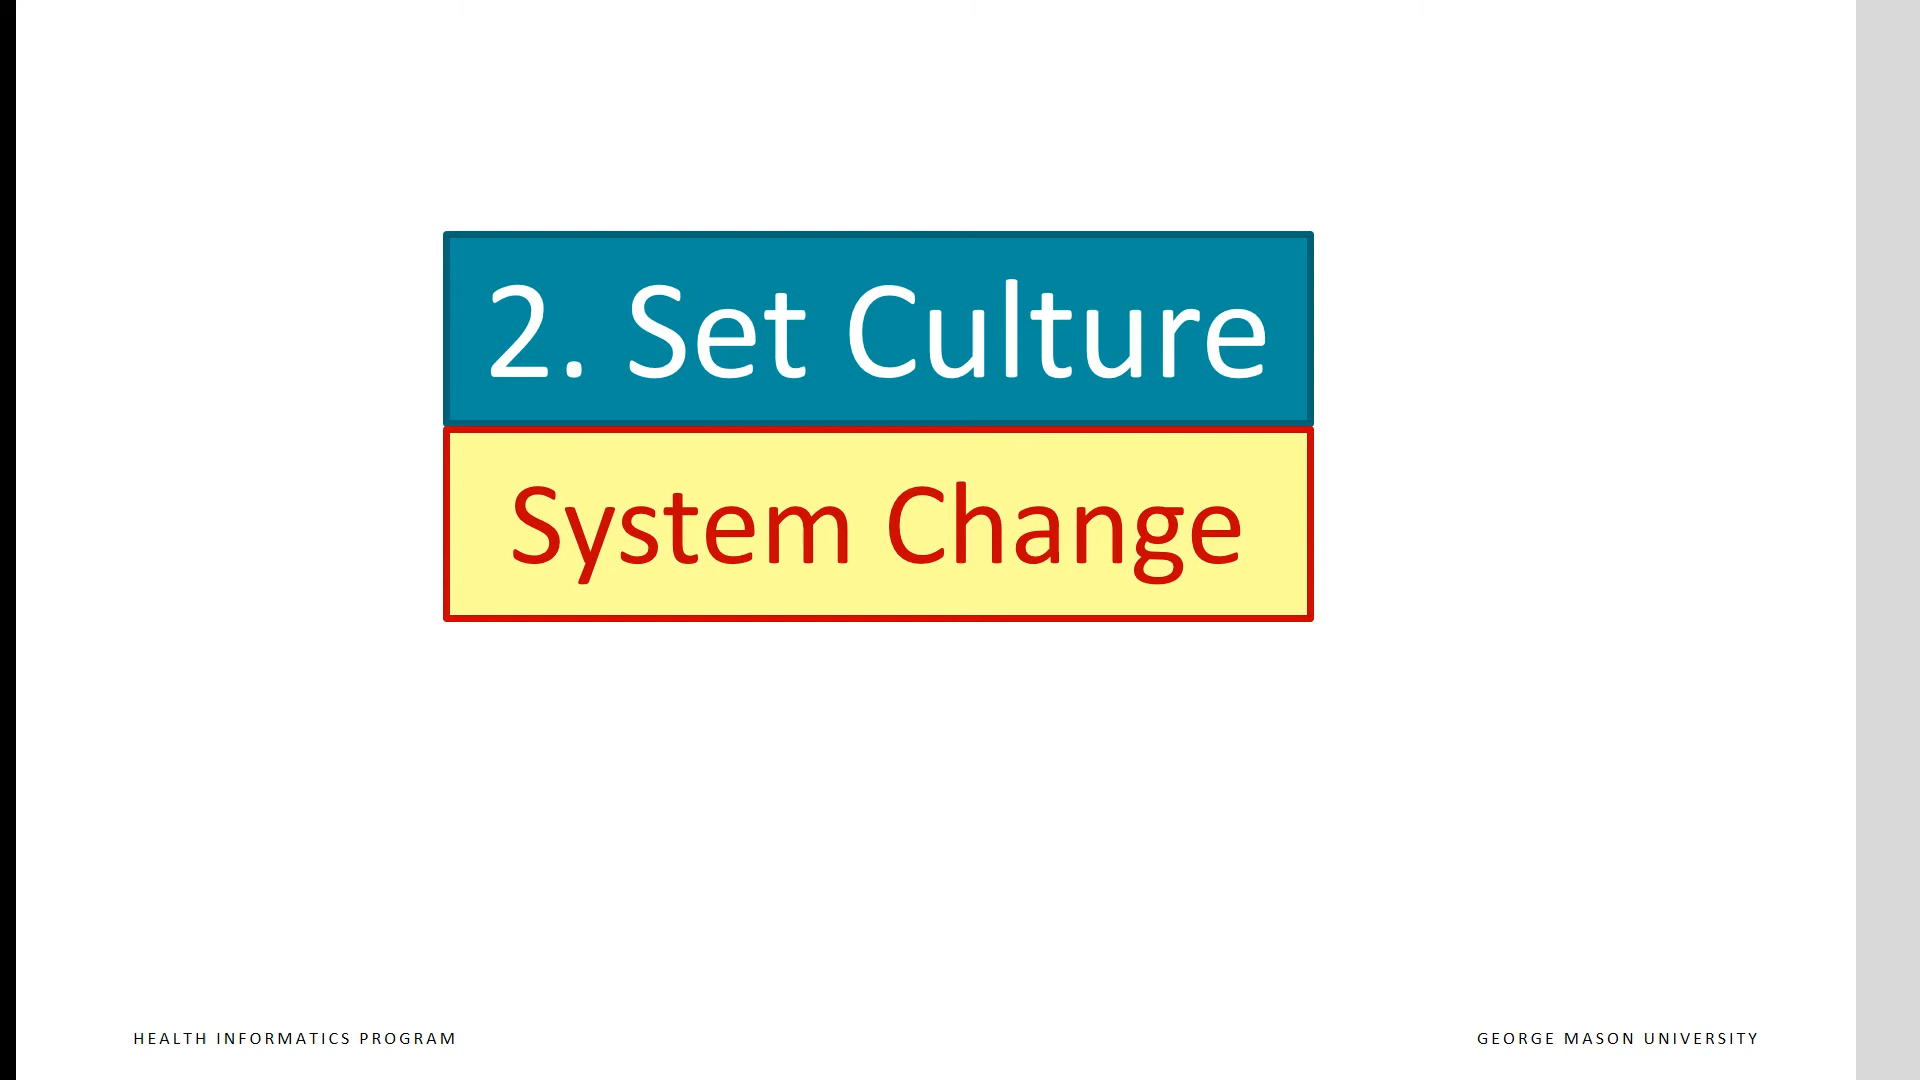 2. Set Culture
System Change
HEALTH INFORMATICS PROGRAM
GEORGE MASON UNIVERSITY